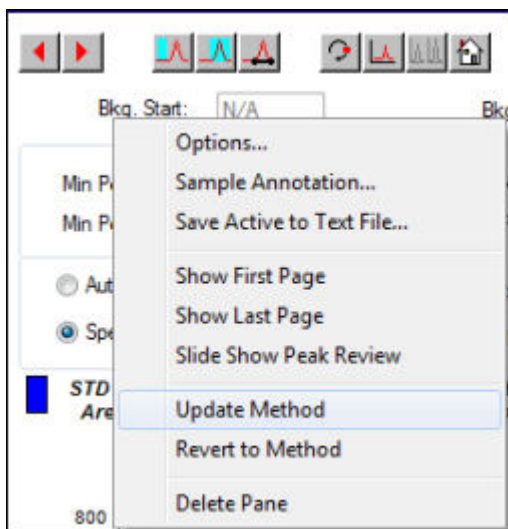 Bkg. Start: N/A Bkg
Options...
Min P Sample Annotation...
Min P Save Active to Text File...
Show First Page
Aut Show Last Page
Spe Slide Show Peak Review
STD
Are Update Method
Revert to Method
Delete Pane
800